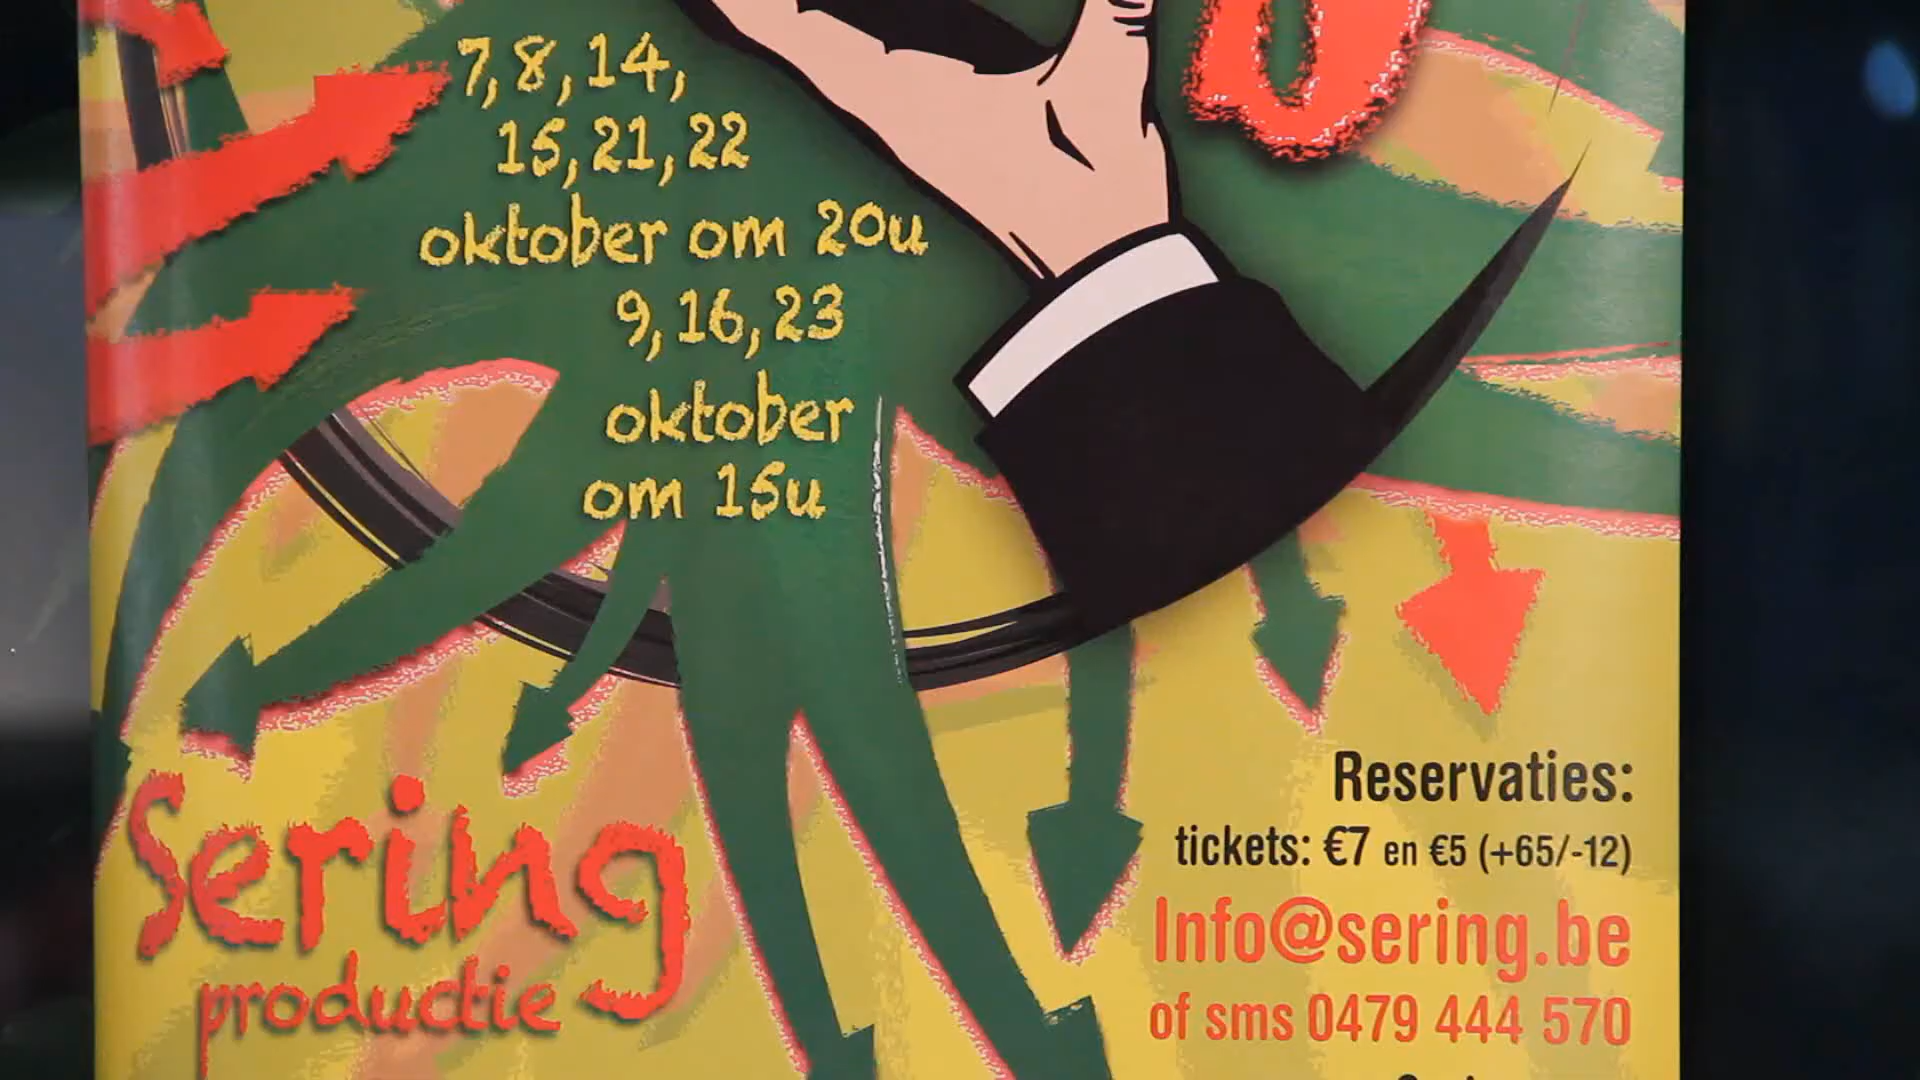 7, 8, 14,
15, 21, 22
oktober om 20u
9, 16, 23
oktober
om 15u
Sering
productie
Reservaties:
tickets: €7 en €5 (+65/-12)
Info@sering.be
of sms 0479 444 570